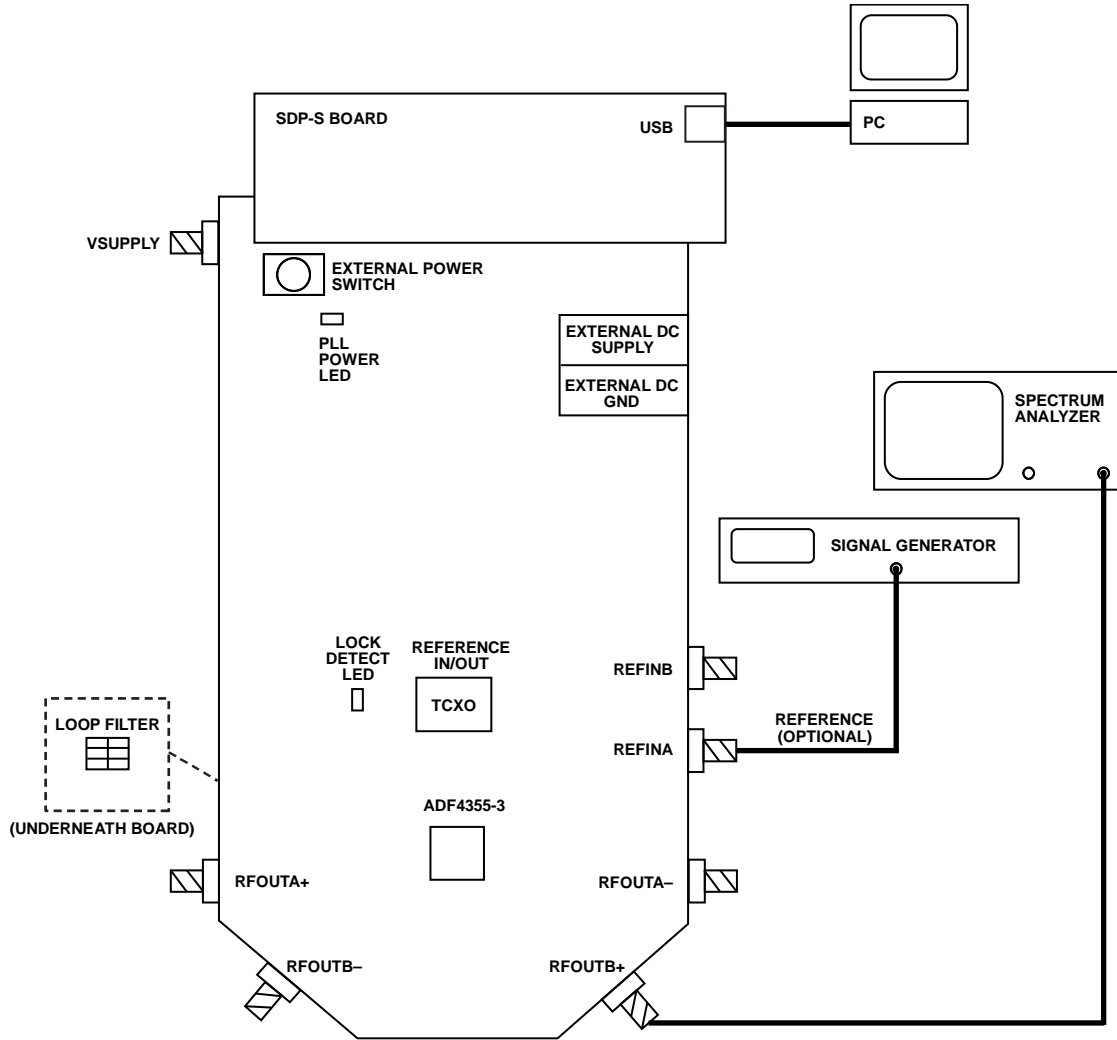 SDP-S BOARD
USB
PC
VSUPPLY
EXTERNAL POWER
SWITCH
PLL
POWER
LED
EXTERNAL DC
SUPPLY
EXTERNAL DC
GND
SPECTRUM
ANALYZER
SIGNAL GENERATOR
LOCK
DETECT
LED
REFERENCE
IN/OUT
TCXO
REFINB
REFINA
REFERENCE
(OPTIONAL)
LOOP FILTER
(UNDERNEATH BOARD)
ADF4355-3
RFOUTA+
RFOUTA–
RFOUTB–
RFOUTB+